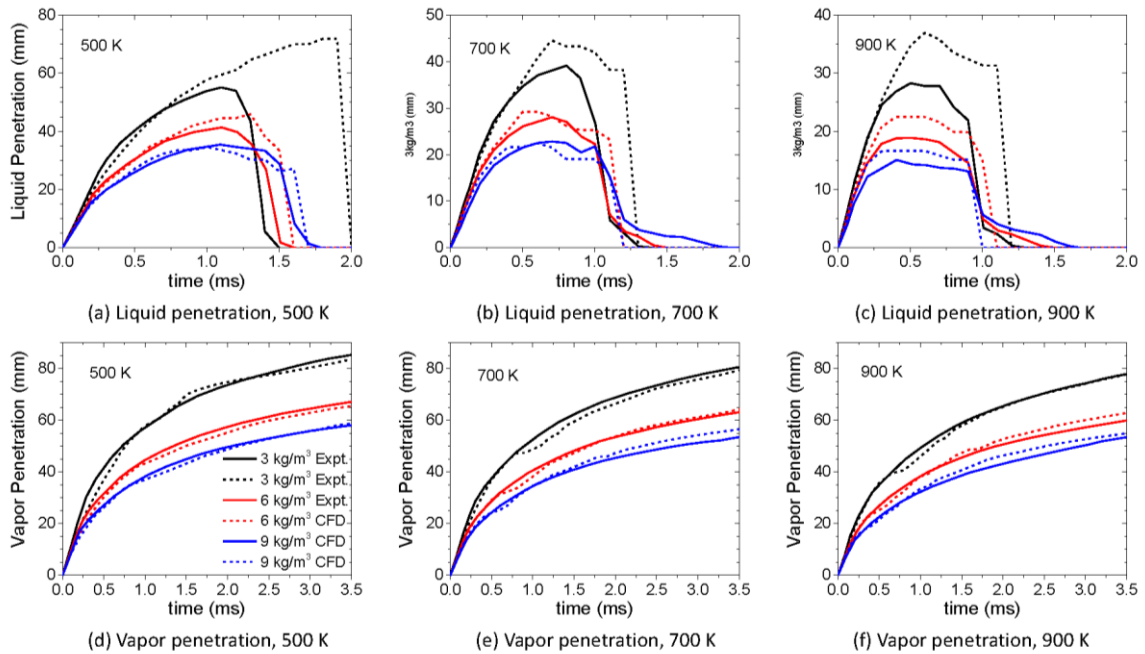 80
60
40
20
0
Liquid Penetration (mm)
500 K
0.0 0.5 1.0 1.5 2.0
time (ms)
(a) Liquid penetration, 500 K
50
40
30
20
10
0
3kg/m3 (mm)
700 K
0.0 0.5 1.0 1.5 2.0
time (ms)
(b) Liquid penetration, 700 K
40
30
20
10
0
3kg/m3 (mm)
900 K
0.0 0.5 1.0 1.5 2.0
time (ms)
(c) Liquid penetration, 900 K
80
60
40
20
0
Vapor Penetration (mm)
500 K
3 kg/m³ Expt.
3 kg/m³ Expt.
6 kg/m³ Expt.
6 kg/m³ CFD
9 kg/m³ CFD
9 kg/m³ CFD
0.0 0.5 1.0 1.5 2.0 2.5 3.0 3.5
time (ms)
(d) Vapor penetration, 500 K
80
60
40
20
0
Vapor Penetration (mm)
700 K
0.0 0.5 1.0 1.5 2.0 2.5 3.0 3.5
time (ms)
(e) Vapor penetration, 700 K
80
60
40
20
0
Vapor Penetration (mm)
900 K
0.0 0.5 1.0 1.5 2.0 2.5 3.0 3.5
time (ms)
(f) Vapor penetration, 900 K